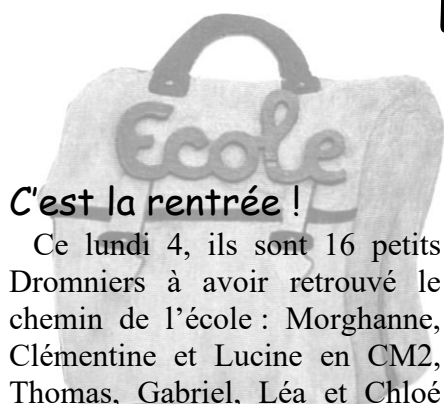 Ecole
C'est la rentrée !
Ce lundi 4, ils sont 16 petits
Dromniers à avoir retrouvé le
chemin de l'école : Morghanne,
Clémentine et Lucine en CM2,
Thomas, Gabriel, Léa et Chloé